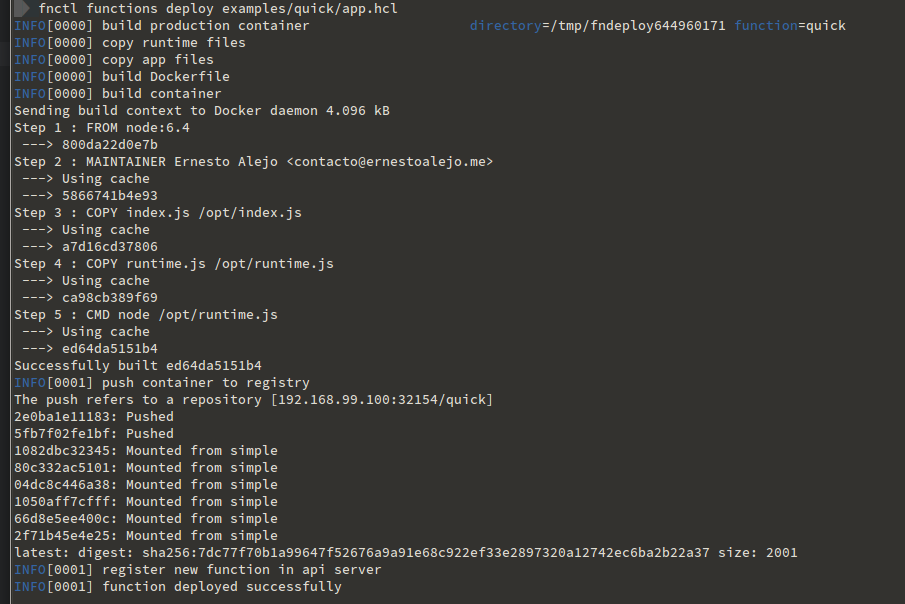 fnctl functions deploy examples/quick/app.hcl
INFO[0000] build production container directory=/tmp/fndeploy644960171 function=quick
INFO[0000] copy runtime files
INFO[0000] copy app files
INFO[0000] build Dockerfile
INFO[0000] build container
Sending build context to Docker daemon 4.096 kB
Step 1 : FROM node:6.4
---> 800da22d0e7b
Step 2 : MAINTAINER Ernesto Alejo <contacto@ernestoalejo.me>
---> Using cache
---> 5866741b4e93
Step 3 : COPY index.js /opt/index.js
---> Using cache
---> a7d16cd37806
Step 4 : COPY runtime.js /opt/runtime.js
---> Using cache
---> ca98cb389f69
Step 5 : CMD node /opt/runtime.js
---> Using cache
---> ed64da5151b4
Successfully built ed64da5151b4
INFO[0001] push container to registry
The push refers to a repository [192.168.99.100:32154/quick]
2e0ba1e11183: Pushed
5fb7f02fe1bf: Pushed
1082dbc32345: Mounted from simple
80c332ac5101: Mounted from simple
04dc8c446a38: Mounted from simple
1050aff7cfff: Mounted from simple
66d8e5ee400c: Mounted from simple
2f71b45e4e25: Mounted from simple
latest: digest: sha256:7dc77f70b1a99647f52676a9a91e68c922ef33e2897320a12742ec6ba2b22a37 size: 2001
INFO[0001] register new function in api server
INFO[0001] function deployed successfully